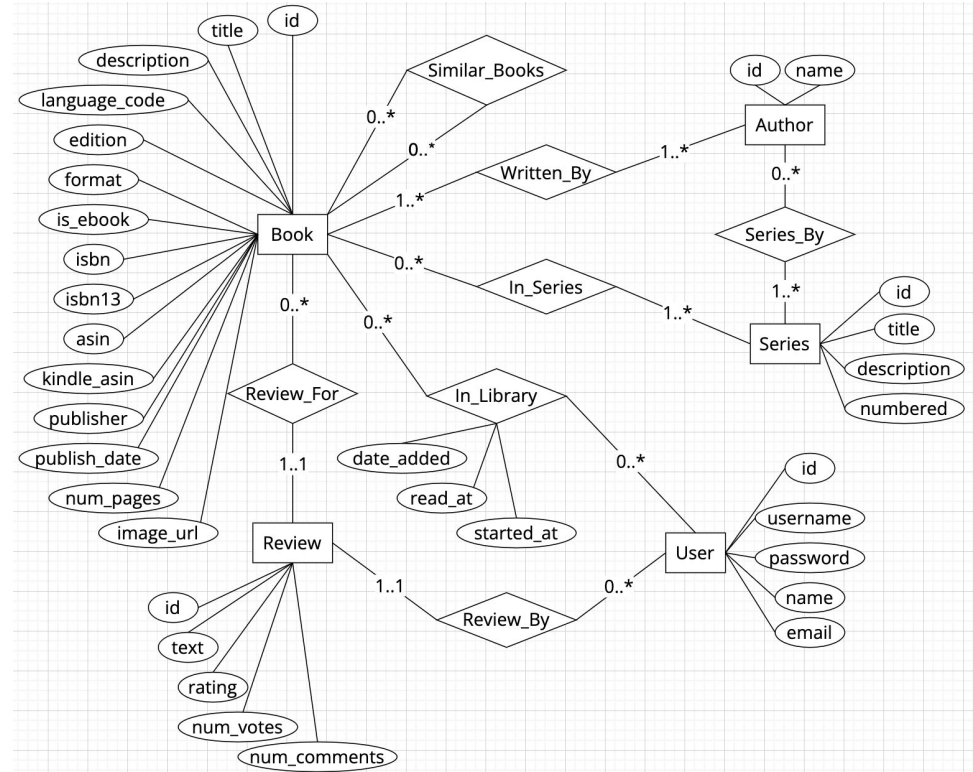 id
title
description
language_code
edition
format
is_ebook
isbn
isbn13
asin
kindle_asin
publisher
publish_date
num_pages
image_url
Book
0..*
0..*
Similar_Books
1..*
Written_By
1..*
id
name
Author
0..*
Series_By
1..*
0..*
In_Series
1..*
Series
id
title
description
numbered
0..*
Review_For
1..1
0..*
In_Library
date_added
read_at
started_at
0..*
User
id
username
password
name
email
Review
1..1
Review_By
0..*
id
text
rating
num_votes
num_comments